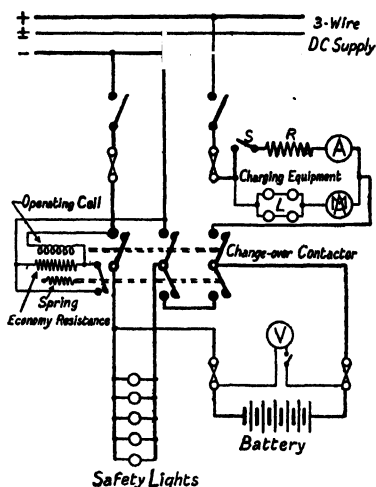 +
±
-
3-Wire
DC Supply
S
R
A
Charging Equipment
L
Operating Coil
Change-over Contactor
Spring
Economy Resistance
V
Battery
Safety Lights